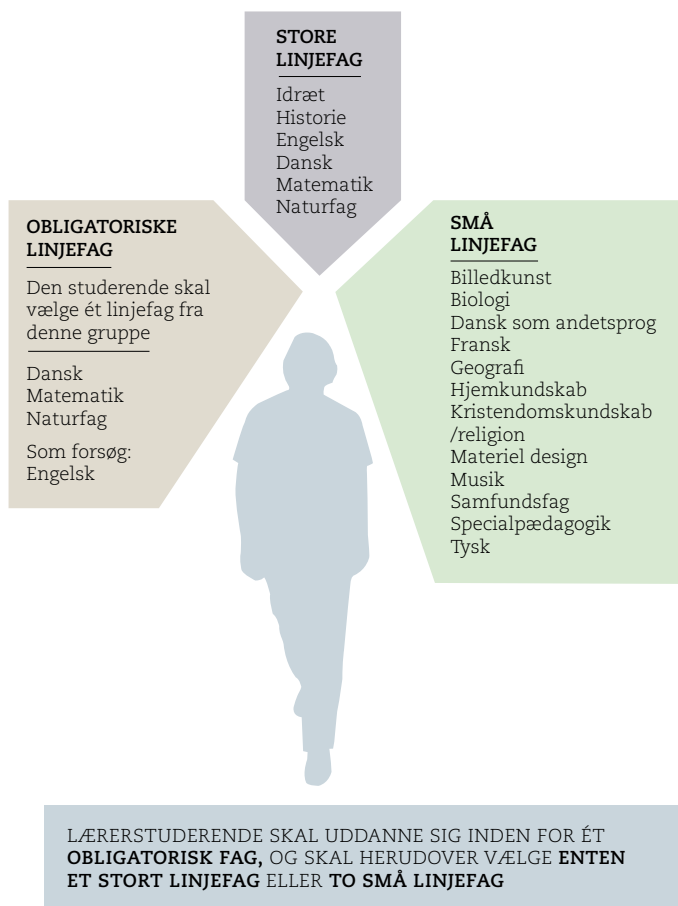 STORE
LINJEFAG
Idræt
Historie
Engelsk
Dansk
Matematik
Naturfag
OBLIGATORISKE
LINJEFAG
Den studerende skal
vælge ét linjefag fra
denne gruppe
Dansk
Matematik
Naturfag
Som forsøg:
Engelsk
SMÅ
LINJEFAG
Billedkunst
Biologi
Dansk som andetsprog
Fransk
Geografi
Hjemkundskab
Kristendomskundskab
/religion
Materiel design
Musik
Samfundsfag
Specialpædagogik
Tysk
LÆRERSTUDERENDE SKAL UDDANNE SIG INDEN FOR ÉT
OBLIGATORISK FAG, OG SKAL HERUDOVER VÆLGE ENTEN
ET STORT LINJEFAG ELLER TO SMÅ LINJEFAG